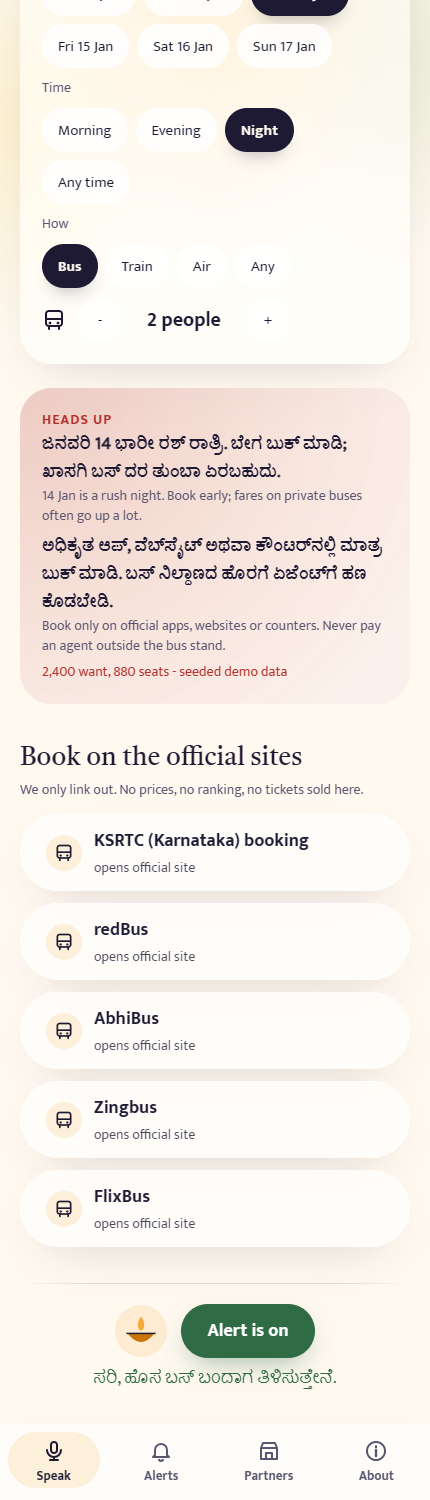 Fri 15 Jan Sat 16 Jan Sun 17 Jan
Time
Morning Evening Night
Any time
How
Bus Train Air Any
- 2 people +
HEADS UP
ಜನವರಿ 14 ಭಾರೀ ರಶ್ ರಾತ್ರಿ. ಬೇಗ ಬುಕ್ ಮಾಡಿ;
ಖಾಸಗಿ ಬಸ್ ದರ ತುಂಬಾ ಏರಬಹುದು.
14 Jan is a rush night. Book early; fares on private buses
often go up a lot.
ಅಧಿಕೃತ ಆಪ್, ವೆಬ್‌ಸೈಟ್ ಅಥವಾ ಕೌಂಟರ್‌ನಲ್ಲಿ ಮಾತ್ರ
ಬುಕ್ ಮಾಡಿ. ಬಸ್ ನಿಲ್ದಾಣದ ಹೊರಗೆ ಏಜೆಂಟ್‌ಗೆ ಹಣ
ಕೊಡಬೇಡಿ.
Book only on official apps, websites or counters. Never pay
an agent outside the bus stand.
2,400 want, 880 seats - seeded demo data
Book on the official sites
We only link out. No prices, no ranking, no tickets sold here.
KSRTC (Karnataka) booking
opens official site
redBus
opens official site
AbhiBus
opens official site
Zingbus
opens official site
FlixBus
opens official site
Alert is on
ಸರಿ, ಹೊಸ ಬಸ್ ಬಂದಾಗ ತಿಳಿಸುತ್ತೇನೆ.
Speak Alerts Partners About